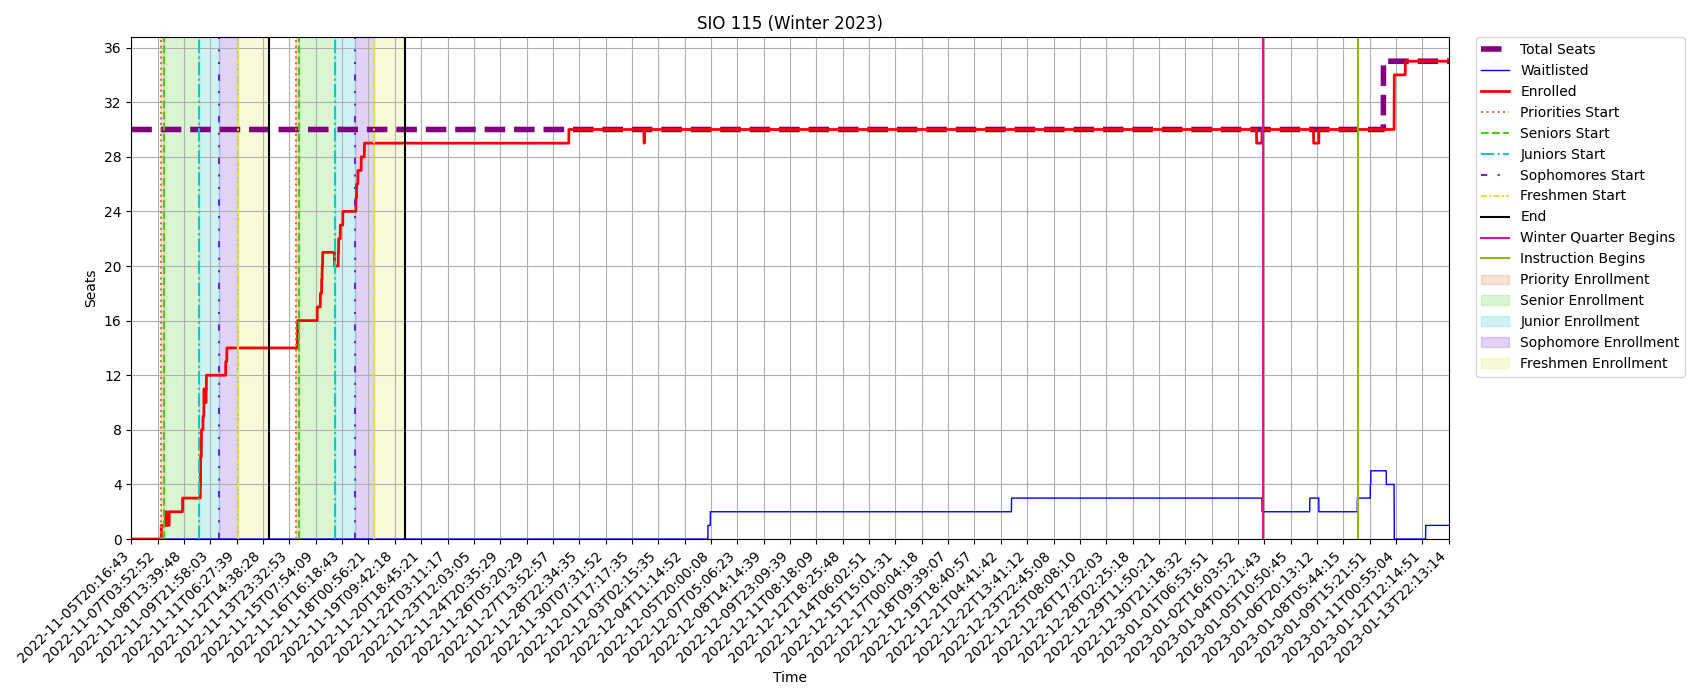 SIO 115 (Winter 2023)
36
32
28
24
20
16
12
8
4
0
Seats
2022-11-05T20:16:43
2022-11-07T03:52:52
2022-11-08T13:39:48
2022-11-09T21:58:03
2022-11-11T06:27:39
2022-11-12T14:38:28
2022-11-13T23:32:53
2022-11-15T07:54:09
2022-11-16T16:18:43
2022-11-18T00:56:21
2022-11-19T09:42:18
2022-11-20T18:45:21
2022-11-22T03:11:17
2022-11-23T12:03:05
2022-11-24T20:35:29
2022-11-26T05:20:29
2022-11-27T13:52:57
2022-11-28T22:34:35
2022-11-30T07:31:52
2022-12-01T17:17:35
2022-12-03T02:15:35
2022-12-04T11:14:52
2022-12-05T20:00:08
2022-12-07T05:06:23
2022-12-08T14:14:39
2022-12-09T23:09:39
2022-12-11T08:18:09
2022-12-12T18:25:48
2022-12-14T06:02:51
2022-12-15T15:01:31
2022-12-17T00:04:18
2022-12-18T09:39:07
2022-12-19T18:40:57
2022-12-21T04:41:42
2022-12-22T13:41:12
2022-12-23T22:45:08
2022-12-25T08:08:10
2022-12-26T17:22:03
2022-12-28T02:25:18
2022-12-29T11:50:21
2022-12-30T21:18:32
2023-01-01T06:53:51
2023-01-02T16:03:52
2023-01-04T01:21:43
2023-01-05T10:50:45
2023-01-06T20:13:12
2023-01-08T05:44:15
2023-01-09T15:21:51
2023-01-11T00:55:04
2023-01-12T12:14:51
2023-01-13T22:13:14
Time
Total Seats
Waitlisted
Enrolled
Priorities Start
Seniors Start
Juniors Start
Sophomores Start
Freshmen Start
End
Winter Quarter Begins
Instruction Begins
Priority Enrollment
Senior Enrollment
Junior Enrollment
Sophomore Enrollment
Freshmen Enrollment